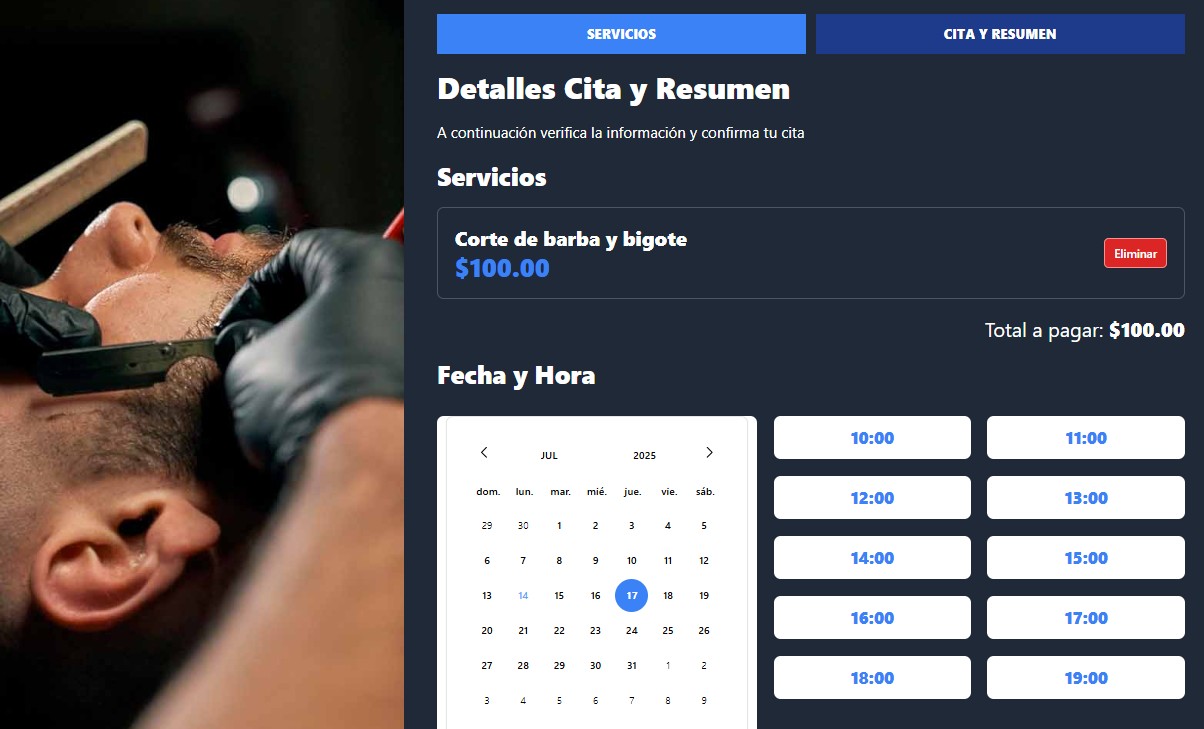 SERVICIOS CITA Y RESUMEN
Detalles Cita y Resumen
A continuación verifica la información y confirma tu cita
Servicios
Corte de barba y bigote
$100.00
Eliminar
Total a pagar: $100.00
Fecha y Hora
JUL 2025
dom. lun. mar. mié. jue. vie. sáb.
29 30 1 2 3 4 5
6 7 8 9 10 11 12
13 14 15 16 17 18 19
20 21 22 23 24 25 26
27 28 29 30 31 1 2
3 4 5 6 7 8 9
10:00 11:00
12:00 13:00
14:00 15:00
16:00 17:00
18:00 19:00